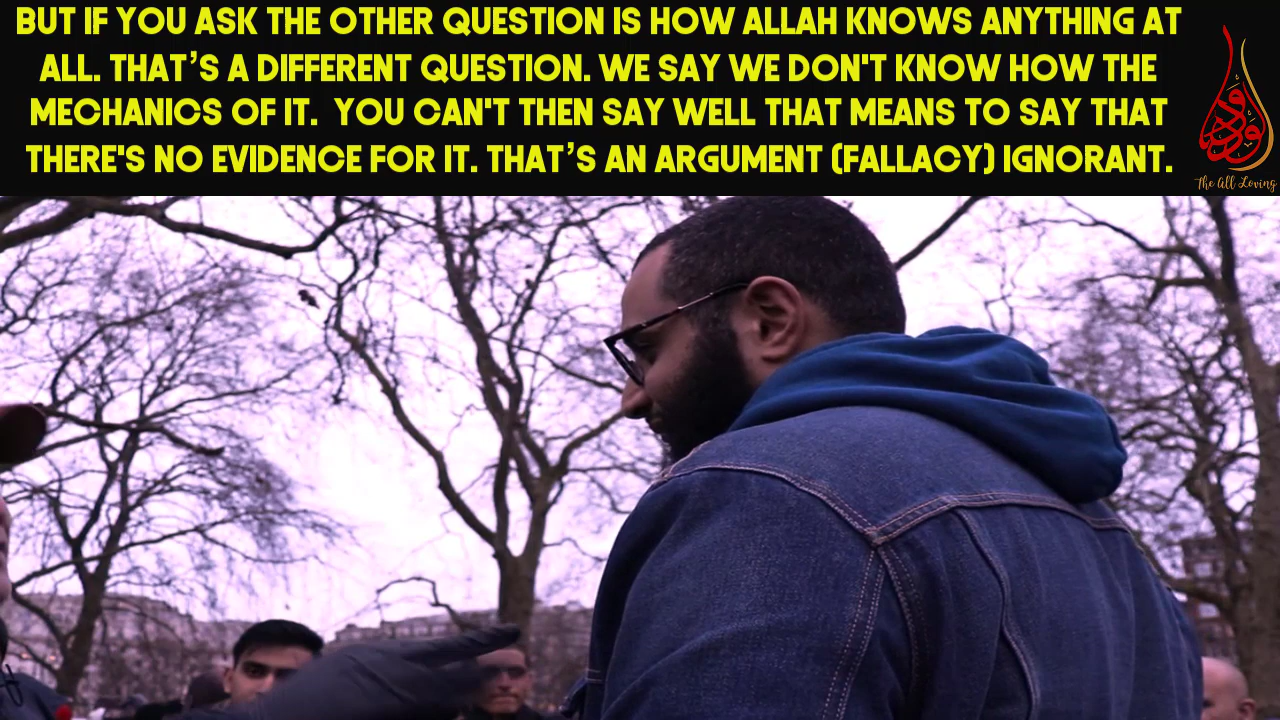 BUT IF YOU ASK THE OTHER QUESTION IS HOW ALLAH KNOWS ANYTHING AT
ALL. THAT’S A DIFFERENT QUESTION. WE SAY WE DON'T KNOW HOW THE
MECHANICS OF IT. YOU CAN'T THEN SAY WELL THAT MEANS TO SAY THAT
THERE'S NO EVIDENCE FOR IT. THAT’S AN ARGUMENT (FALLACY) IGNORANT.
The All Loving